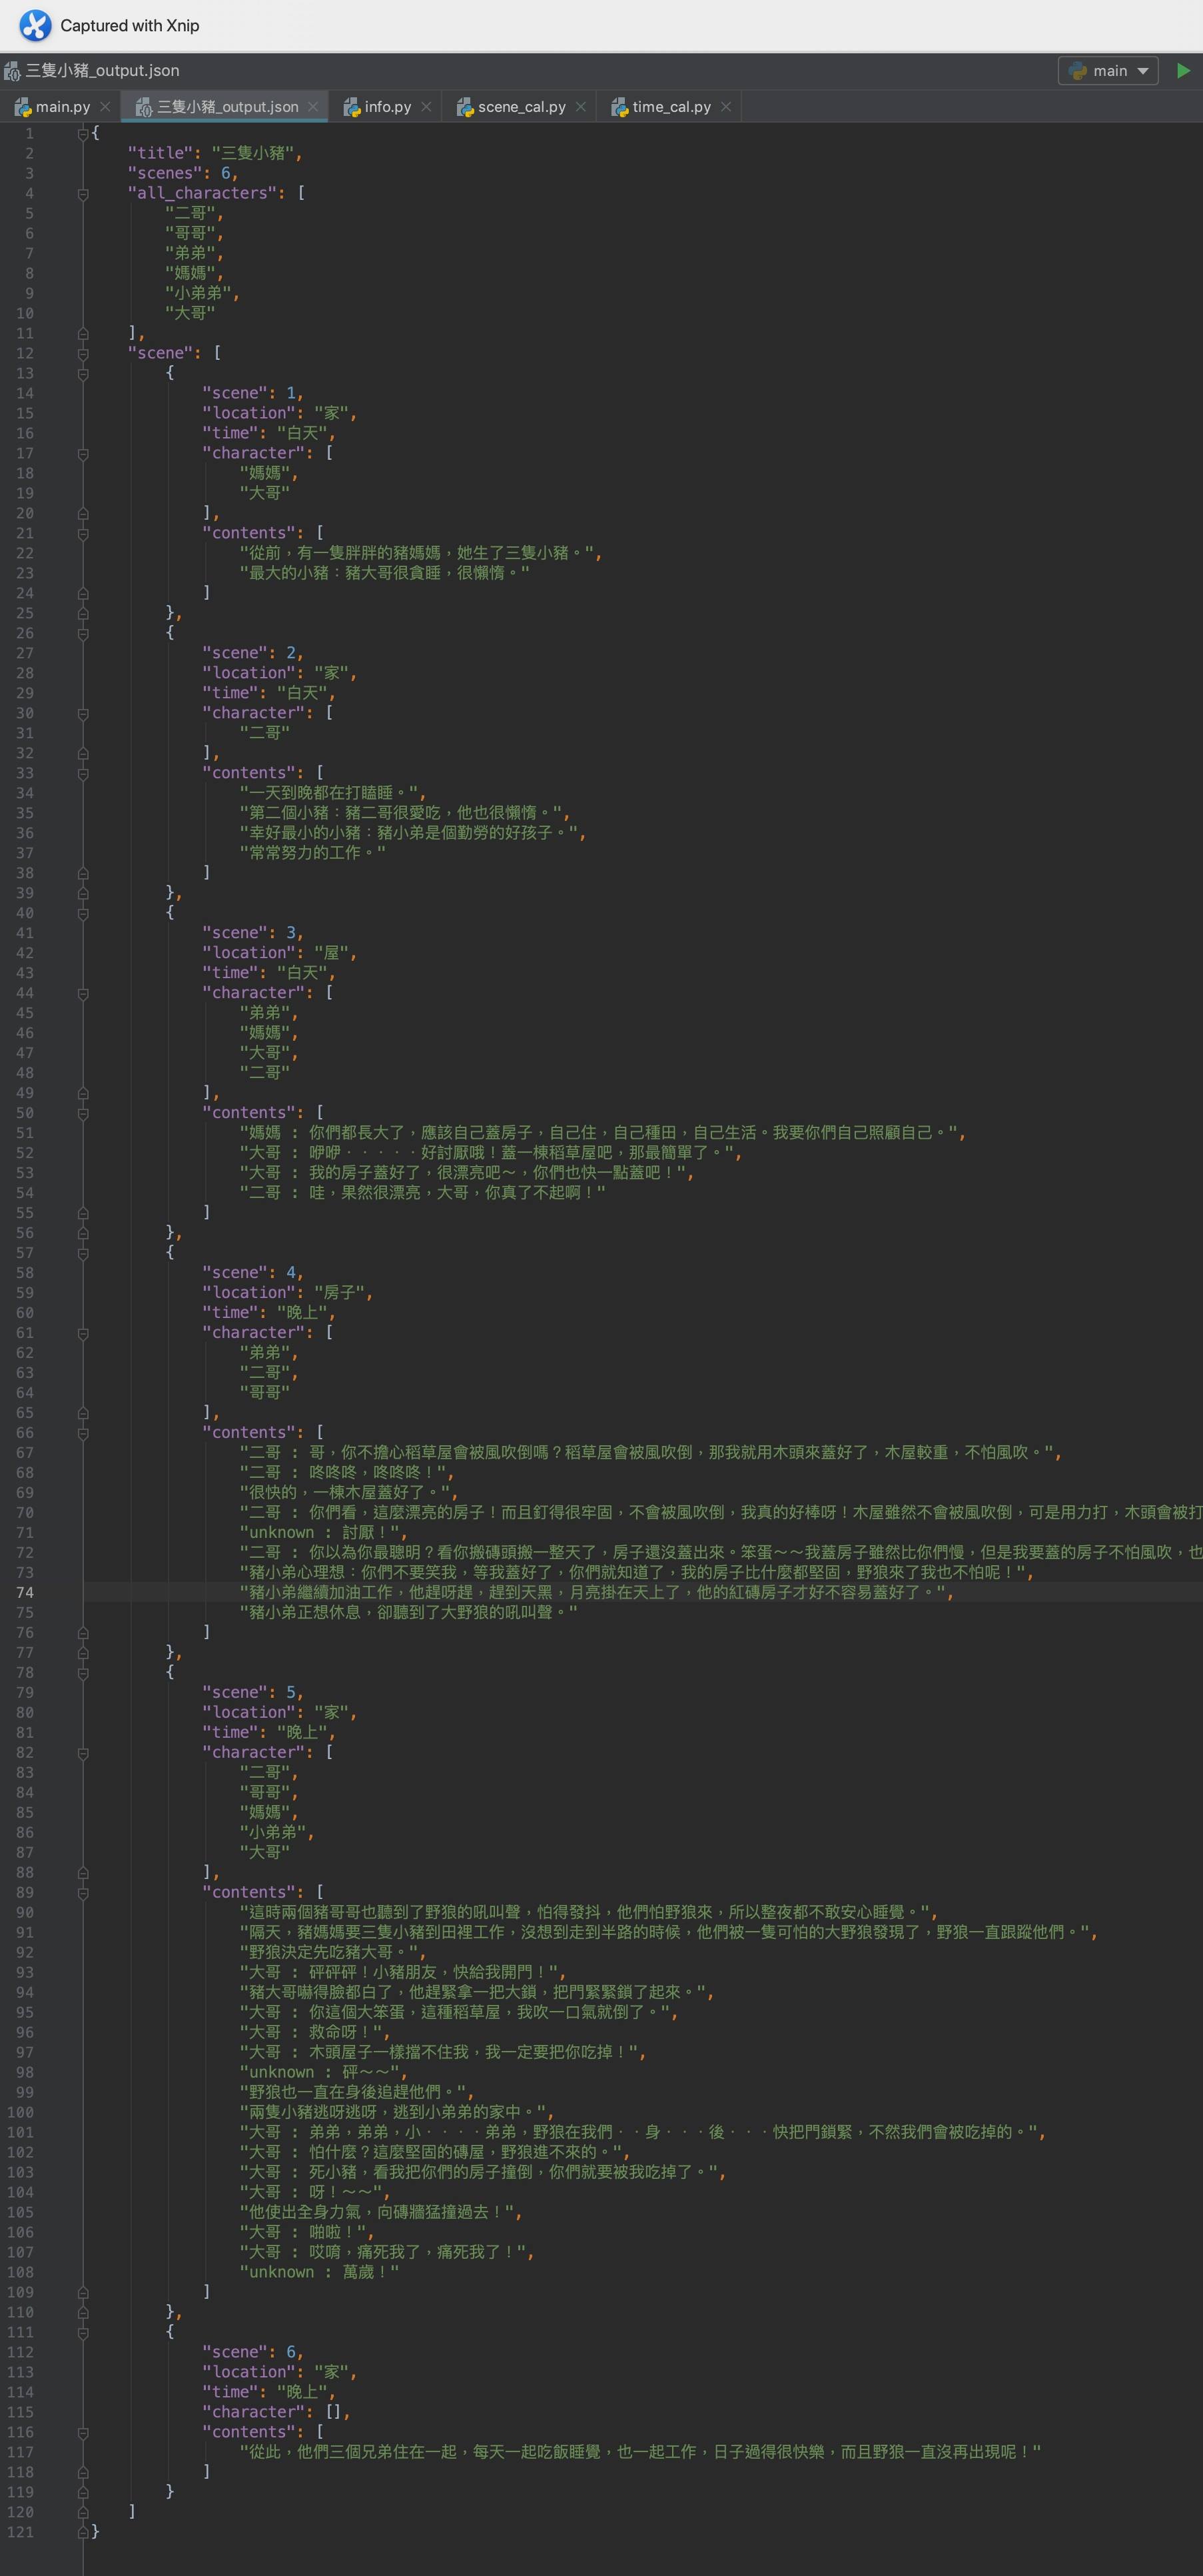 Captured with Xnip
三隻小豬_output.json
main
main.py
三隻小豬_output.json
info.py
scene_cal.py
time_cal.py
1 {
2 "title": "三隻小豬",
3 "scenes": 6,
4 "all_characters": [
5 "二哥",
6 "哥哥",
7 "弟弟",
8 "媽媽",
9 "小弟弟",
10 "大哥"
11 ],
12 "scene": [
13 {
14 "scene": 1,
15 "location": "家",
16 "time": "白天",
17 "character": [
18 "媽媽",
19 "大哥"
20 ],
21 "contents": [
22 "從前，有一隻胖胖的豬媽媽，她生了三隻小豬。",
23 "最大的小豬：豬大哥很貪睡，很懶惰。"
24 ]
25 },
26 {
27 "scene": 2,
28 "location": "家",
29 "time": "白天",
30 "character": [
31 "二哥"
32 ],
33 "contents": [
34 "一天到晚都在打瞌睡。",
35 "第二個小豬：豬二哥很愛吃，他也很懶惰。",
36 "幸好最小的小豬：豬小弟是個勤勞的好孩子。",
37 "常常努力的工作。"
38 ]
39 },
40 {
41 "scene": 3,
42 "location": "屋",
43 "time": "白天",
44 "character": [
45 "弟弟",
46 "媽媽",
47 "大哥",
48 "二哥"
49 ],
50 "contents": [
51 "媽媽 : 你們都長大了，應該自己蓋房子，自己住，自己種田，自己生活。我要你們自己照顧自己。",
52 "大哥 : 咿咿‧‧‧‧‧好討厭哦！蓋一棟稻草屋吧，那最簡單了。",
53 "大哥 : 我的房子蓋好了，很漂亮吧～，你們也快一點蓋吧！",
54 "二哥 : 哇，果然很漂亮，大哥，你真了不起啊！"
55 ]
56 },
57 {
58 "scene": 4,
59 "location": "房子",
60 "time": "晚上",
61 "character": [
62 "弟弟",
63 "二哥",
64 "哥哥"
65 ],
66 "contents": [
67 "二哥 : 哥，你不擔心稻草屋會被風吹倒嗎？稻草屋會被風吹倒，那我就用木頭來蓋好了，木屋較重，不怕風吹。",
68 "二哥 : 咚咚咚，咚咚咚！",
69 "很快的，一棟木屋蓋好了。",
70 "二哥 : 你們看，這麼漂亮的房子！而且釘得很牢固，不會被風吹倒，我真的好棒呀！木屋雖然不會被風吹倒，可是用力打，木頭會被打
71 "unknown : 討厭！",
72 "二哥 : 你以為你最聰明？看你搬磚頭搬一整天了，房子還沒蓋出來。笨蛋～～我蓋房子雖然比你們慢，但是我要蓋的房子不怕風吹，也
73 "豬小弟心理想：你們不要笑我，等我蓋好了，你們就知道了，我的房子比什麼都堅固，野狼來了我也不怕呢！",
74 "豬小弟繼續加油工作，他趕呀趕，趕到天黑，月亮掛在天上了，他的紅磚房子才好不容易蓋好了。",
75 "豬小弟正想休息，卻聽到了大野狼的吼叫聲。"
76 ]
77 },
78 {
79 "scene": 5,
80 "location": "家",
81 "time": "晚上",
82 "character": [
83 "二哥",
84 "哥哥",
85 "媽媽",
86 "小弟弟",
87 "大哥"
88 ],
89 "contents": [
90 "這時兩個豬哥哥也聽到了野狼的吼叫聲，怕得發抖，他們怕野狼來，所以整夜都不敢安心睡覺。",
91 "隔天，豬媽媽要三隻小豬到田裡工作，沒想到走到半路的時候，他們被一隻可怕的大野狼發現了，野狼一直跟蹤他們。",
92 "野狼決定先吃豬大哥。",
93 "大哥 : 砰砰砰！小豬朋友，快給我開門！",
94 "豬大哥嚇得臉都白了，他趕緊拿一把大鎖，把門緊緊鎖了起來。",
95 "大哥 : 你這個大笨蛋，這種稻草屋，我吹一口氣就倒了。",
96 "大哥 : 救命呀！",
97 "大哥 : 木頭屋子一樣擋不住我，我一定要把你吃掉！",
98 "unknown : 砰～～",
99 "野狼也一直在身後追趕他們。",
100 "兩隻小豬逃呀逃呀，逃到小弟弟的家中。",
101 "大哥 : 弟弟，弟弟，小‧‧‧‧弟弟，野狼在我們‧‧身‧‧‧後‧‧‧快把門鎖緊，不然我們會被吃掉的。",
102 "大哥 : 怕什麼？這麼堅固的磚屋，野狼進不來的。",
103 "大哥 : 死小豬，看我把你們的房子撞倒，你們就要被我吃掉了。",
104 "大哥 : 呀！～～",
105 "他使出全身力氣，向磚牆猛撞過去！",
106 "大哥 : 啪啦！",
107 "大哥 : 哎唷，痛死我了，痛死我了！",
108 "unknown : 萬歲！"
109 ]
110 },
111 {
112 "scene": 6,
113 "location": "家",
114 "time": "晚上",
115 "character": [],
116 "contents": [
117 "從此，他們三個兄弟住在一起，每天一起吃飯睡覺，也一起工作，日子過得很快樂，而且野狼一直沒再出現呢！"
118 ]
119 }
120 ]
121 }